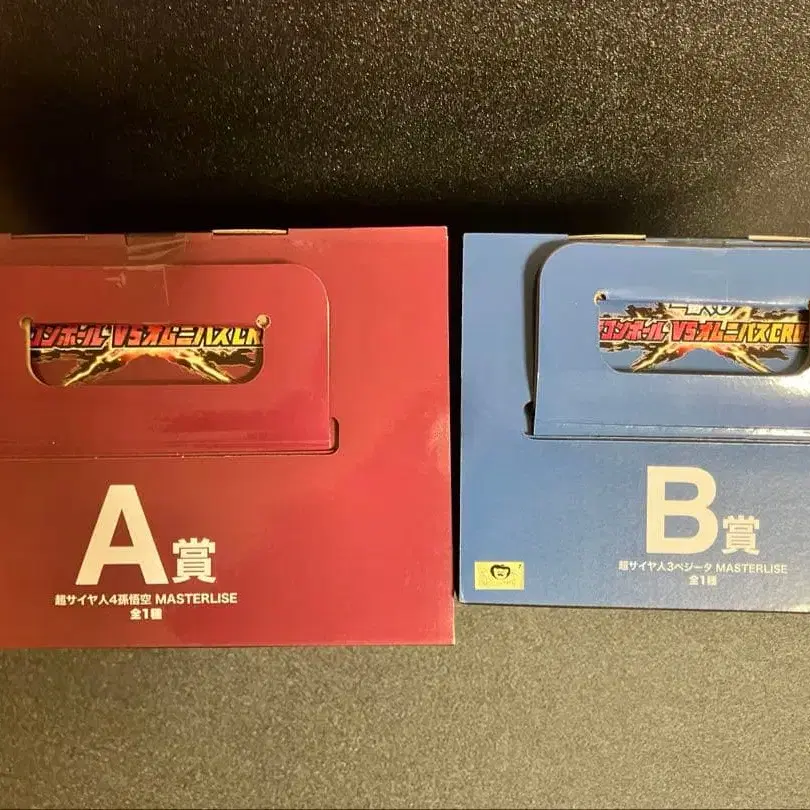 ゴンボール VSオムニバスCR
A賞
超サイヤ人4孫悟空 MASTERLISE
全1種
ゴンボール VSオムニバスCR
B賞
超サイヤ人3ベジータ MASTERLISE
全1種